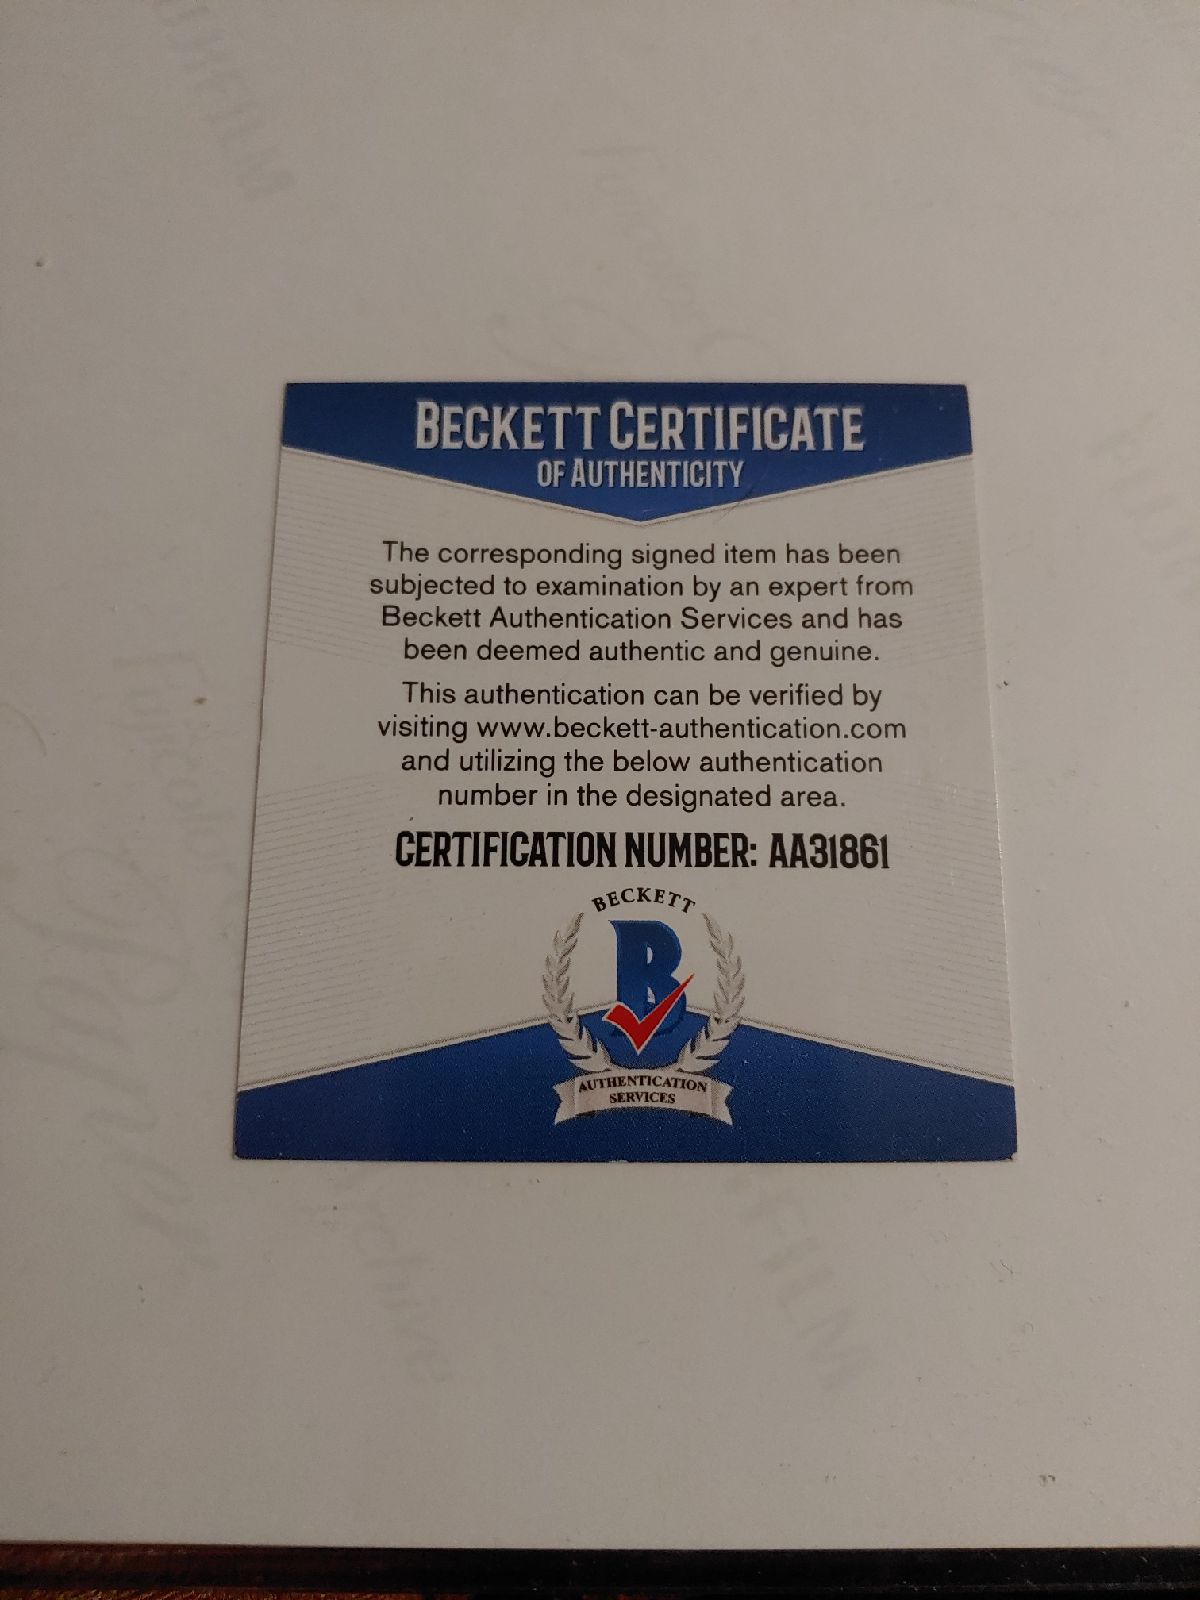 BECKETT CERTIFICATE
OF AUTHENTICITY
The corresponding signed item has been
subjected to examination by an expert from
Beckett Authentication Services and has
been deemed authentic and genuine.
This authentication can be verified by
visiting www.beckett-authentication.com
and utilizing the below authentication
number in the designated area.
CERTIFICATION NUMBER: AA31861
BECKETT
B
AUTHENTICATION
SERVICES